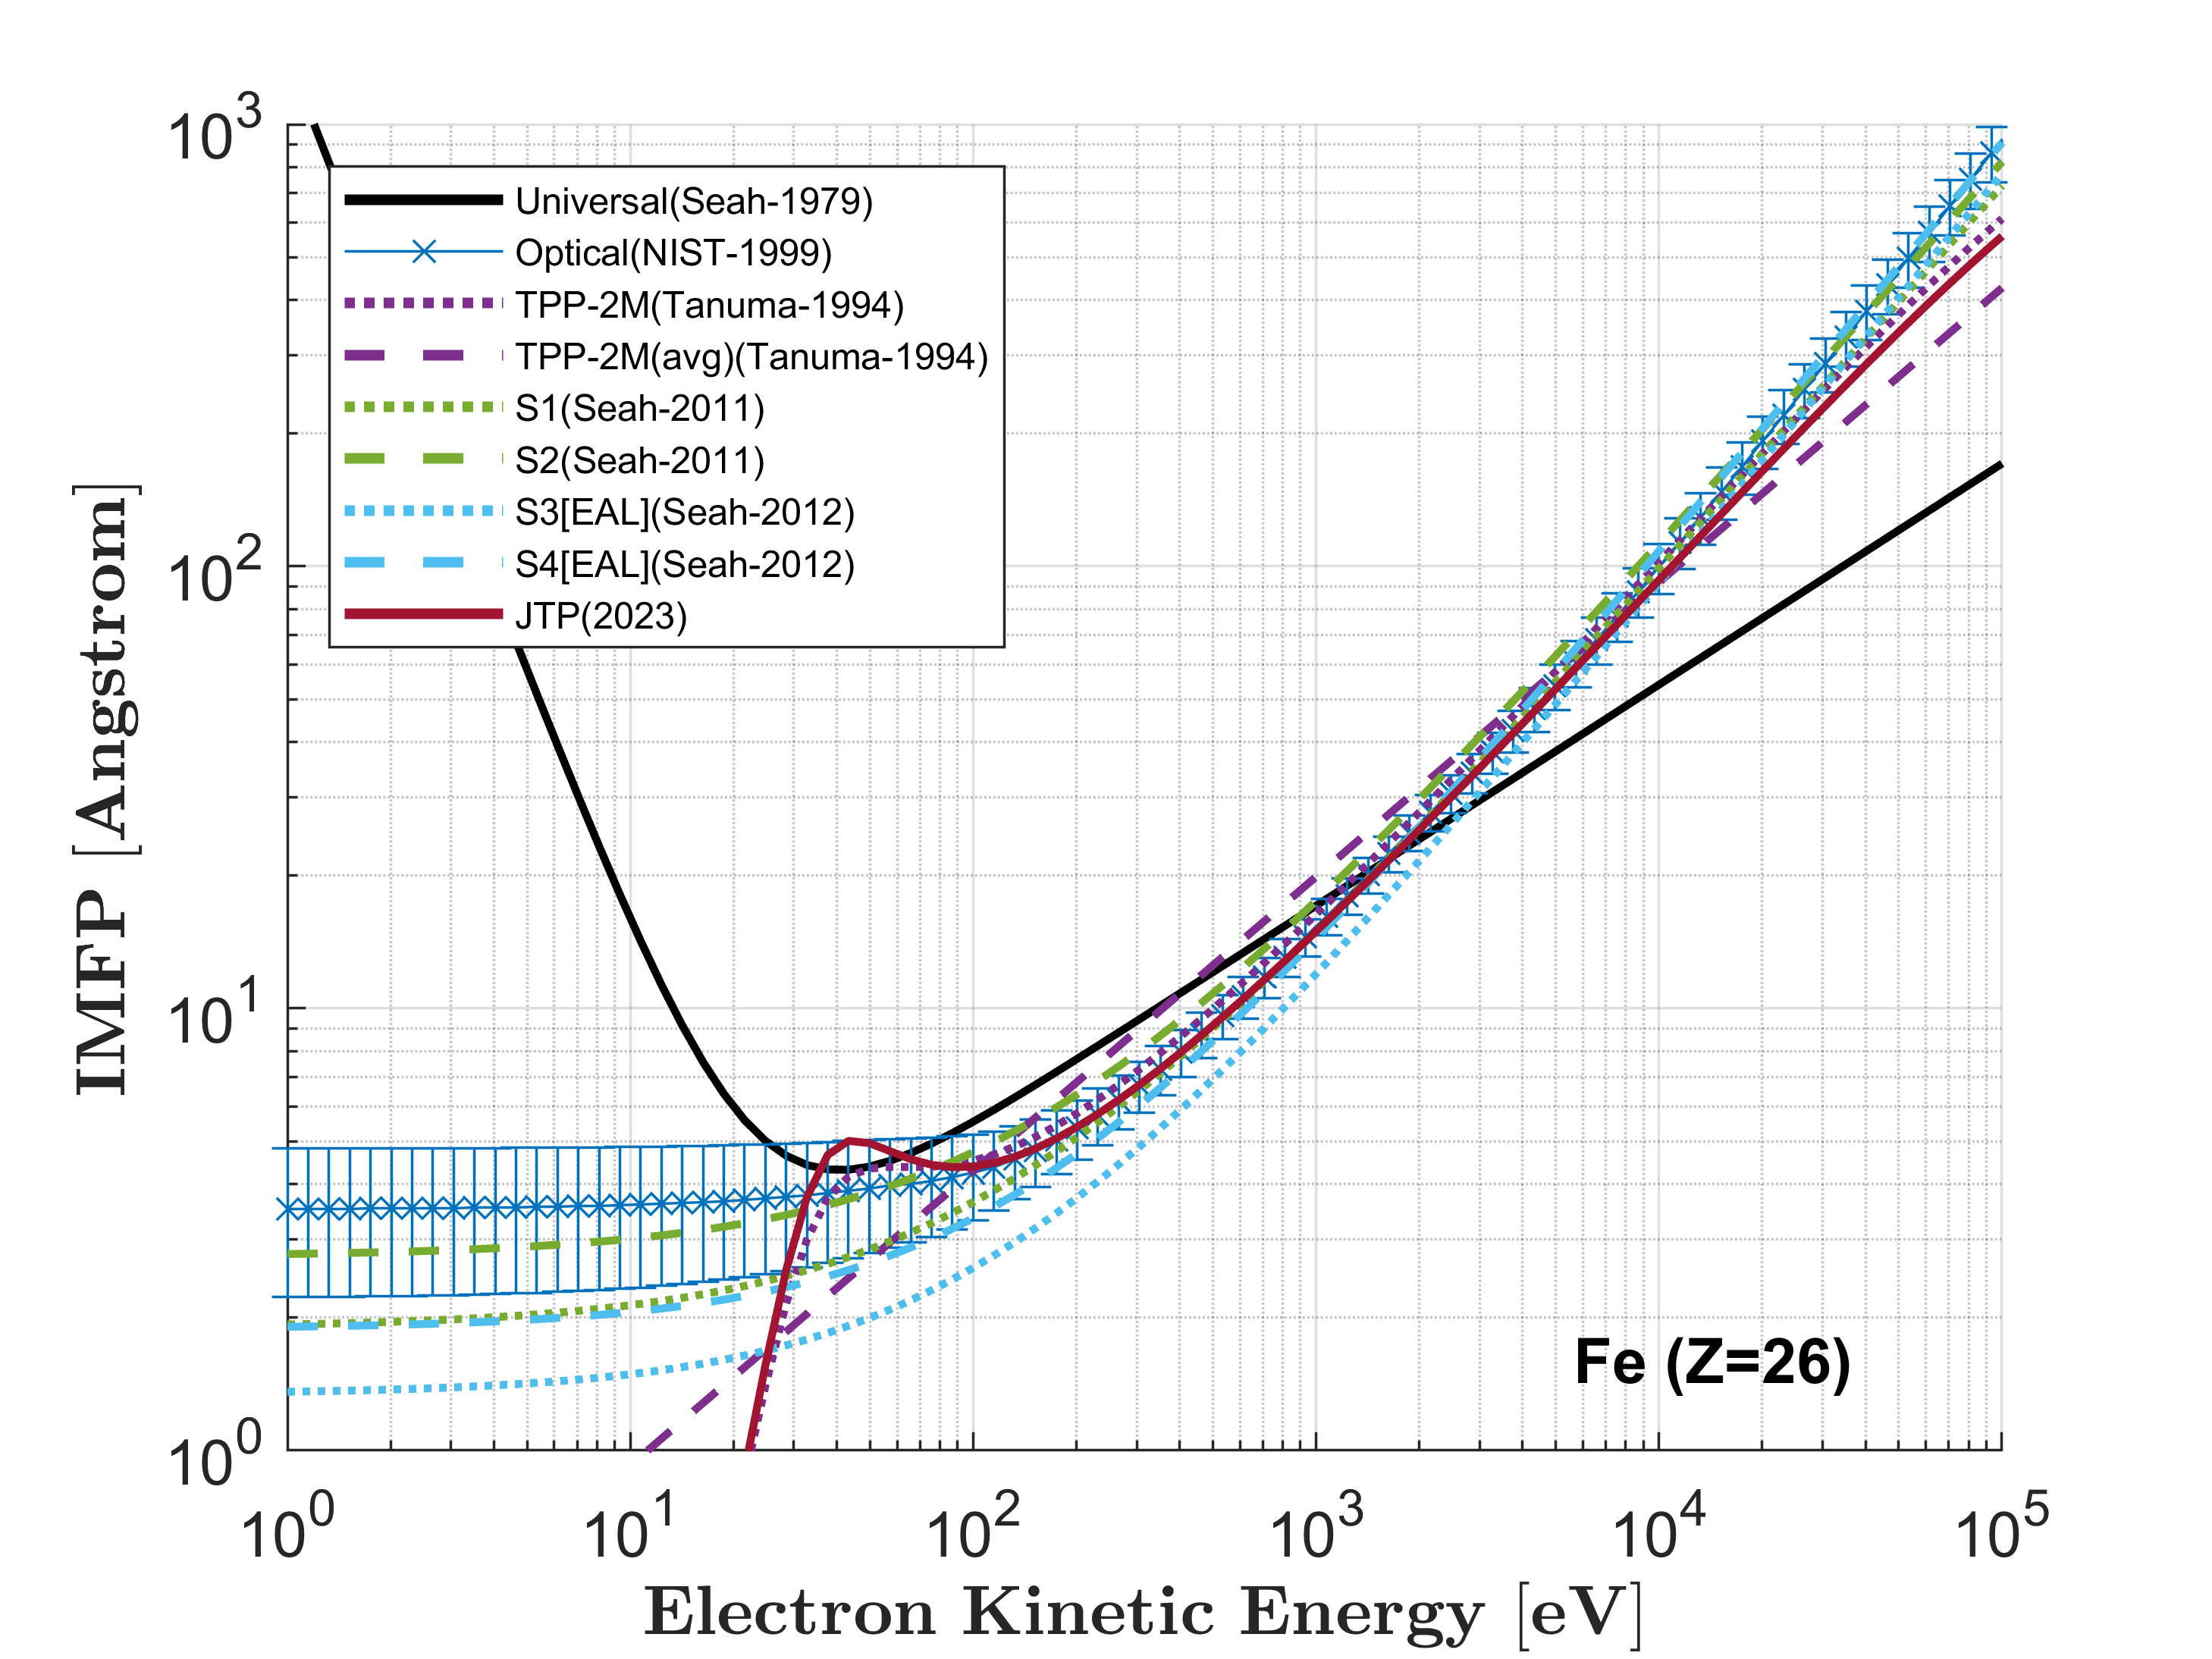 10^3
10^2
10^1
10^0
IMFP [Angstrom]
Universal(Seah-1979)
Optical(NIST-1999)
TPP-2M(Tanuma-1994)
TPP-2M(avg)(Tanuma-1994)
S1(Seah-2011)
S2(Seah-2011)
S3[EAL](Seah-2012)
S4[EAL](Seah-2012)
JTP(2023)
Fe (Z=26)
10^0 10^1 10^2 10^3 10^4 10^5
Electron Kinetic Energy [eV]